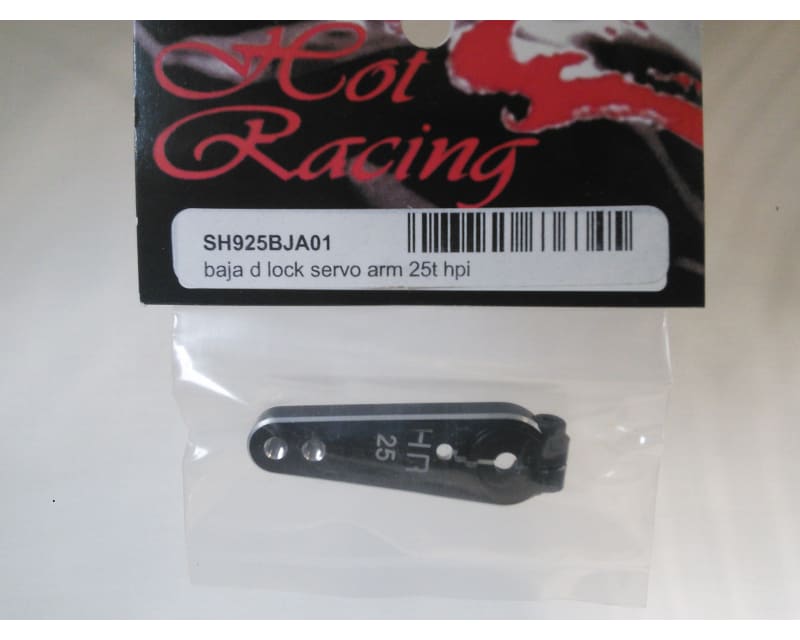 Hot
Racing
SH925BJA01
baja d lock servo arm 25t hpi
HR
25